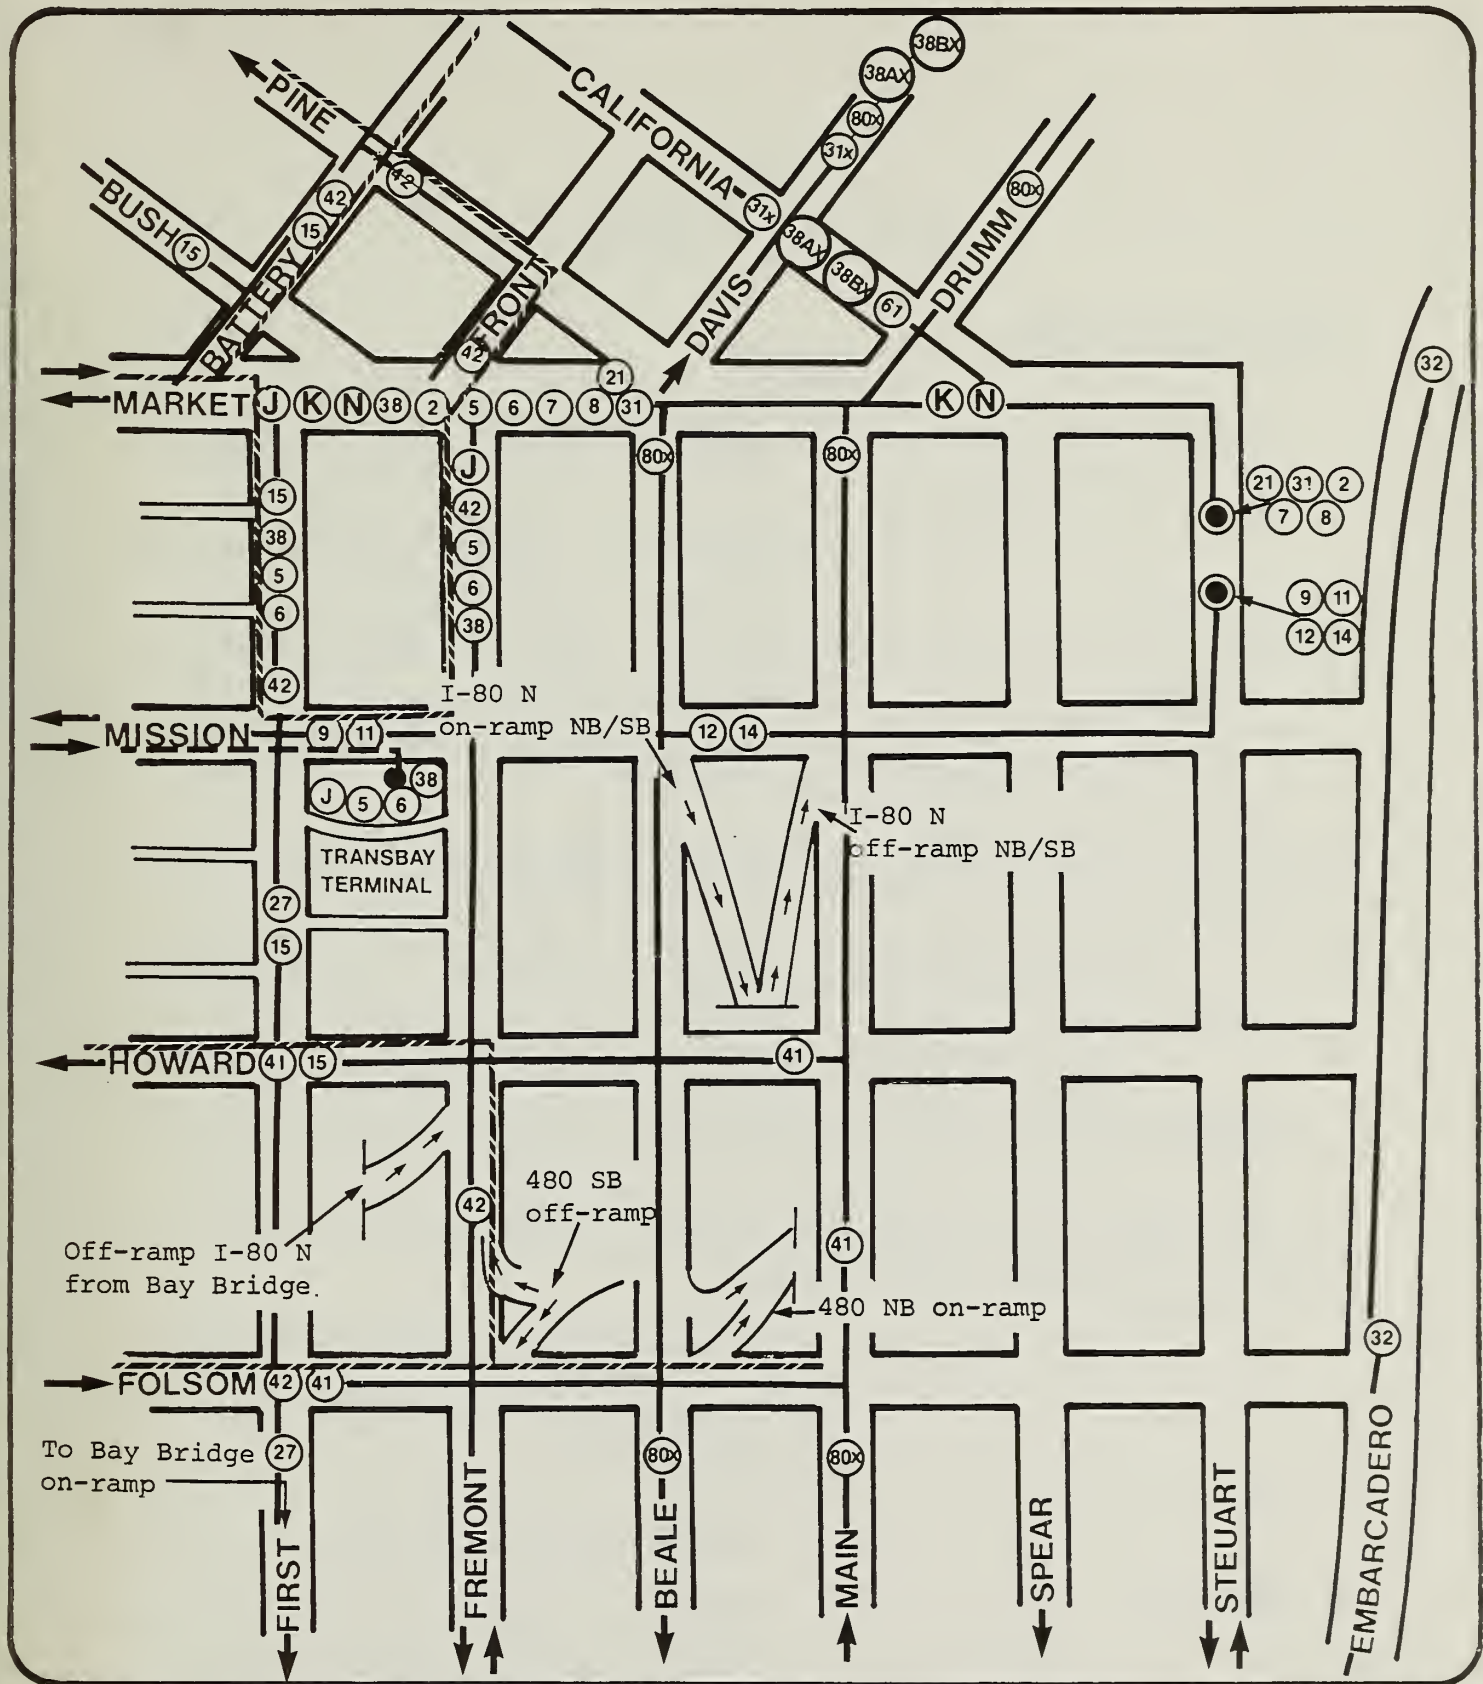 38BX
38AX
PINE
CALIFORNIA
80X
31X
42
42
80X
BUSH
15
15
31X
38AX
38BX
61
DRUMM
BATTERY
FRONT
DAVIS
42
21
32
MARKET J K N 38 2 5 6 7 8 31 K N
80X
80X
J
15
42
38
5
5
6
6
38
42
21 31 2
7 8
9 11
12 14
I-80 N
on-ramp NB/SB
MISSION 9 11 12 14
38
J 5 6
I-80 N
off-ramp NB/SB
TRANSBAY
TERMINAL
27
15
HOWARD 41 15 41
480 SB
off-ramp
42
41
Off-ramp I-80 N
from Bay Bridge.
480 NB on-ramp
32
FOLSOM 42 41
To Bay Bridge
on-ramp
27
80X
80X
FIRST
FREMONT
BEALE
MAIN
SPEAR
STEUART
EMBARCADERO